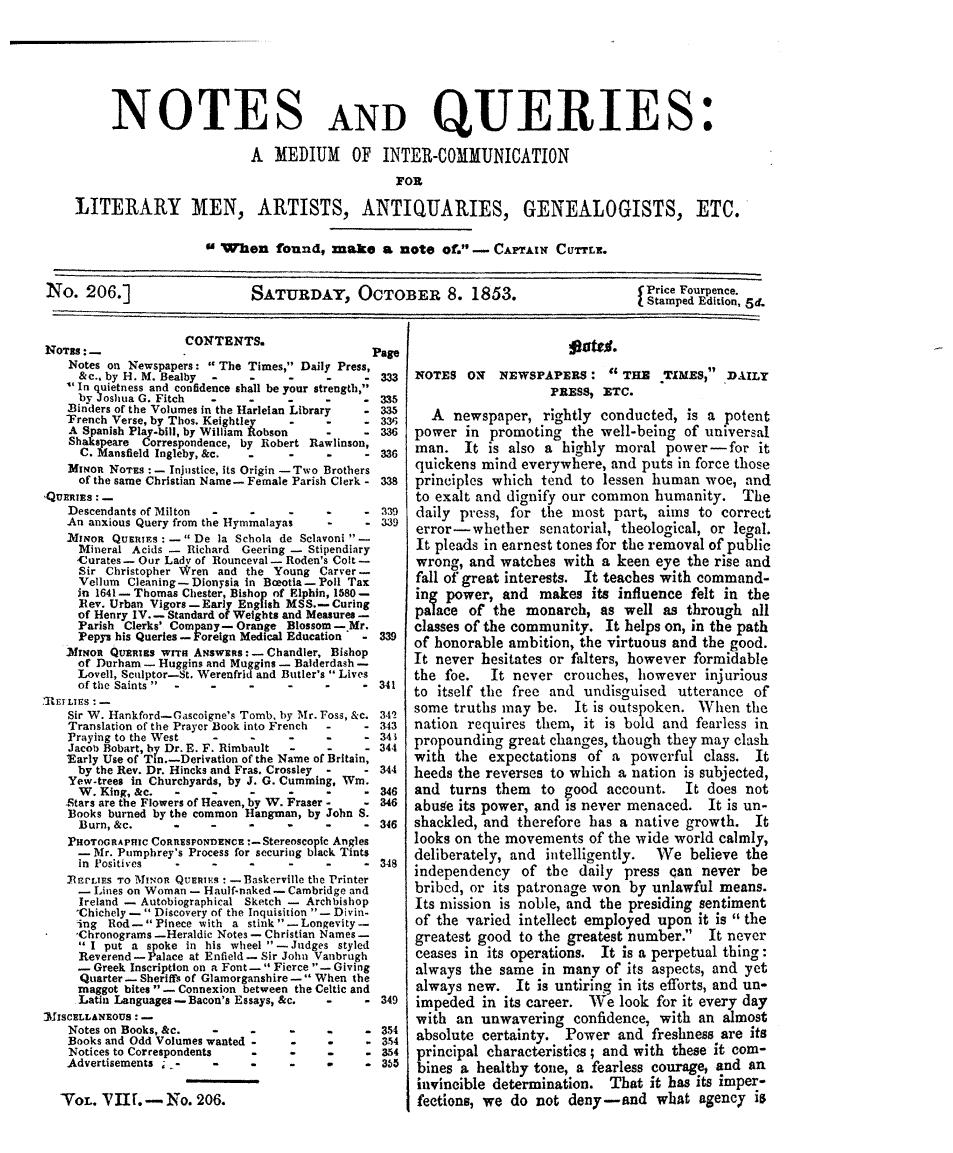 NOTES AND QUERIES:
A MEDIUM OF INTER-COMMUNICATION
FOR
LITERARY MEN, ARTISTS, ANTIQUARIES, GENEALOGISTS, ETC.
"When found, make a note of." — CAPTAIN CUTTLE.
No. 206.] SATURDAY, OCTOBER 8. 1853. { Price Fourpence.
{ Stamped Edition, 5d.
CONTENTS.
NOTES :— Page
Notes on Newspapers: "The Times," Daily Press,
&c., by H. M. Bealby - - - - - 333
"In quietness and confidence shall be your strength,"
by Joshua G. Fitch - - - - - 335
Binders of the Volumes in the Harleian Library - 335
French Verse, by Thos. Keightley - - - 336
A Spanish Play-bill, by William Robson - - 336
Shakspeare Correspondence, by Robert Rawlinson,
C. Mansfield Ingleby, &c. - - - - 336
MINOR NOTES :— Injustice, its Origin — Two Brothers
of the same Christian Name — Female Parish Clerk - 338
QUERIES :—
Descendants of Milton - - - - - 339
An anxious Query from the Hymmalayas - - 339
MINOR QUERIES :— "De la Schola de Sclavoni" —
Mineral Acids — Richard Geering — Stipendiary
Curates — Our Lady of Rounceval — Roden's Colt —
Sir Christopher Wren and the Young Carver —
Vellum Cleaning — Dionysia in Bœotia — Poll Tax
in 1641 — Thomas Chester, Bishop of Elphin, 1580 —
Rev. Urban Vigors — Early English MSS. — Curing
of Henry IV. — Standard of Weights and Measures —
Parish Clerks' Company — Orange Blossom — Mr.
Pepys his Queries — Foreign Medical Education - 339
MINOR QUERIES WITH ANSWERS :— Chandler, Bishop
of Durham — Huggins and Muggins — Balderdash —
Lovell, Sculptor—St. Werenfrid and Butler's "Lives
of the Saints" - - - - - - 341
REPLIES :—
Sir W. Hankford—Gascoigne's Tomb, by Mr. Foss, &c. 342
Translation of the Prayer Book into French - - 343
Praying to the West - - - - - 343
Jacob Bobart, by Dr. E. F. Rimbault - - - 344
Early Use of Tin.—Derivation of the Name of Britain,
by the Rev. Dr. Hincks and Fras. Crossley - - 344
Yew-trees in Churchyards, by J. G. Cumming, Wm.
W. King, &c. - - - - - - 346
Stars are the Flowers of Heaven, by W. Fraser - - 346
Books burned by the common Hangman, by John S.
Burn, &c. - - - - - - 346
PHOTOGRAPHIC CORRESPONDENCE :— Stereoscopic Angles
— Mr. Pumphrey's Process for securing black Tints
in Positives - - - - - - 348
REPLIES TO MINOR QUERIES :— Baskerville the Printer
— Lines on Woman — Haulf-naked — Cambridge and
Ireland — Autobiographical Sketch — Archbishop
Chichely — "Discovery of the Inquisition" — Divin-
ing Rod — "Pinece with a stink" — Longevity —
Chronograms — Heraldic Notes — Christian Names —
"I put a spoke in his wheel" — Judges styled
Reverend — Palace at Enfield — Sir John Vanbrugh
— Greek Inscription on a Font — "Fierce" — Giving
Quarter — Sheriffs of Glamorganshire — "When the
maggot bites" — Connexion between the Celtic and
Latin Languages — Bacon's Essays, &c. - - 349
MISCELLANEOUS :—
Notes on Books, &c. - - - - - 354
Books and Odd Volumes wanted - - - - 354
Notices to Correspondents - - - - 354
Advertisements - - - - - - 355
VOL. VIII. — No. 206.
Notes.
NOTES ON NEWSPAPERS: "THE TIMES," DAILY
PRESS, ETC.
A newspaper, rightly conducted, is a potent
power in promoting the well-being of universal
man. It is also a highly moral power — for it
quickens mind everywhere, and puts in force those
principles which tend to lessen human woe, and
to exalt and dignify our common humanity. The
daily press, for the most part, aims to correct
error — whether senatorial, theological, or legal.
It pleads in earnest tones for the removal of public
wrong, and watches with a keen eye the rise and
fall of great interests. It teaches with command-
ing power, and makes its influence felt in the
palace of the monarch, as well as through all
classes of the community. It helps on, in the path
of honorable ambition, the virtuous and the good.
It never hesitates or falters, however formidable
the foe. It never crouches, however injurious
to itself the free and undisguised utterance of
some truths may be. It is outspoken. When the
nation requires them, it is bold and fearless in
propounding great changes, though they may clash
with the expectations of a powerful class. It
heeds the reverses to which a nation is subjected,
and turns them to good account. It does not
abuse its power, and is never menaced. It is un-
shackled, and therefore has a native growth. It
looks on the movements of the wide world calmly,
deliberately, and intelligently. We believe the
independency of the daily press can never be
bribed, or its patronage won by unlawful means.
Its mission is noble, and the presiding sentiment
of the varied intellect employed upon it is "the
greatest good to the greatest number." It never
ceases in its operations. It is a perpetual thing:
always the same in many of its aspects, and yet
always new. It is untiring in its efforts, and un-
impeded in its career. We look for it every day
with an unwavering confidence, with an almost
absolute certainty. Power and freshness are its
principal characteristics; and with these it com-
bines a healthy tone, a fearless courage, and an
invincible determination. That it has its imper-
fections, we do not deny — and what agency is